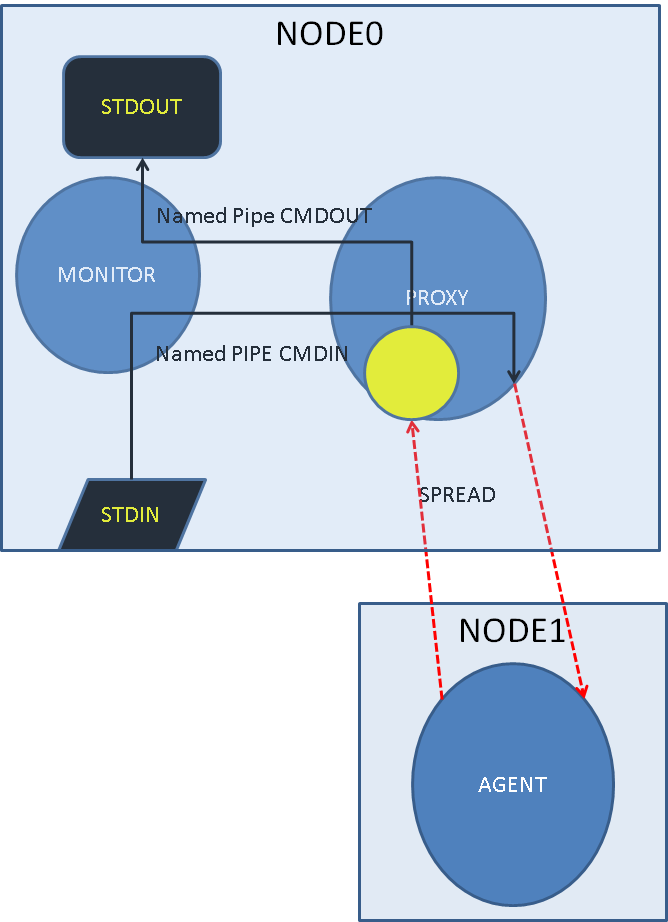 NODE0
STDOUT
Named Pipe CMDOUT
MONITOR
PROXY
Named PIPE CMDIN
SPREAD
STDIN
NODE1
AGENT